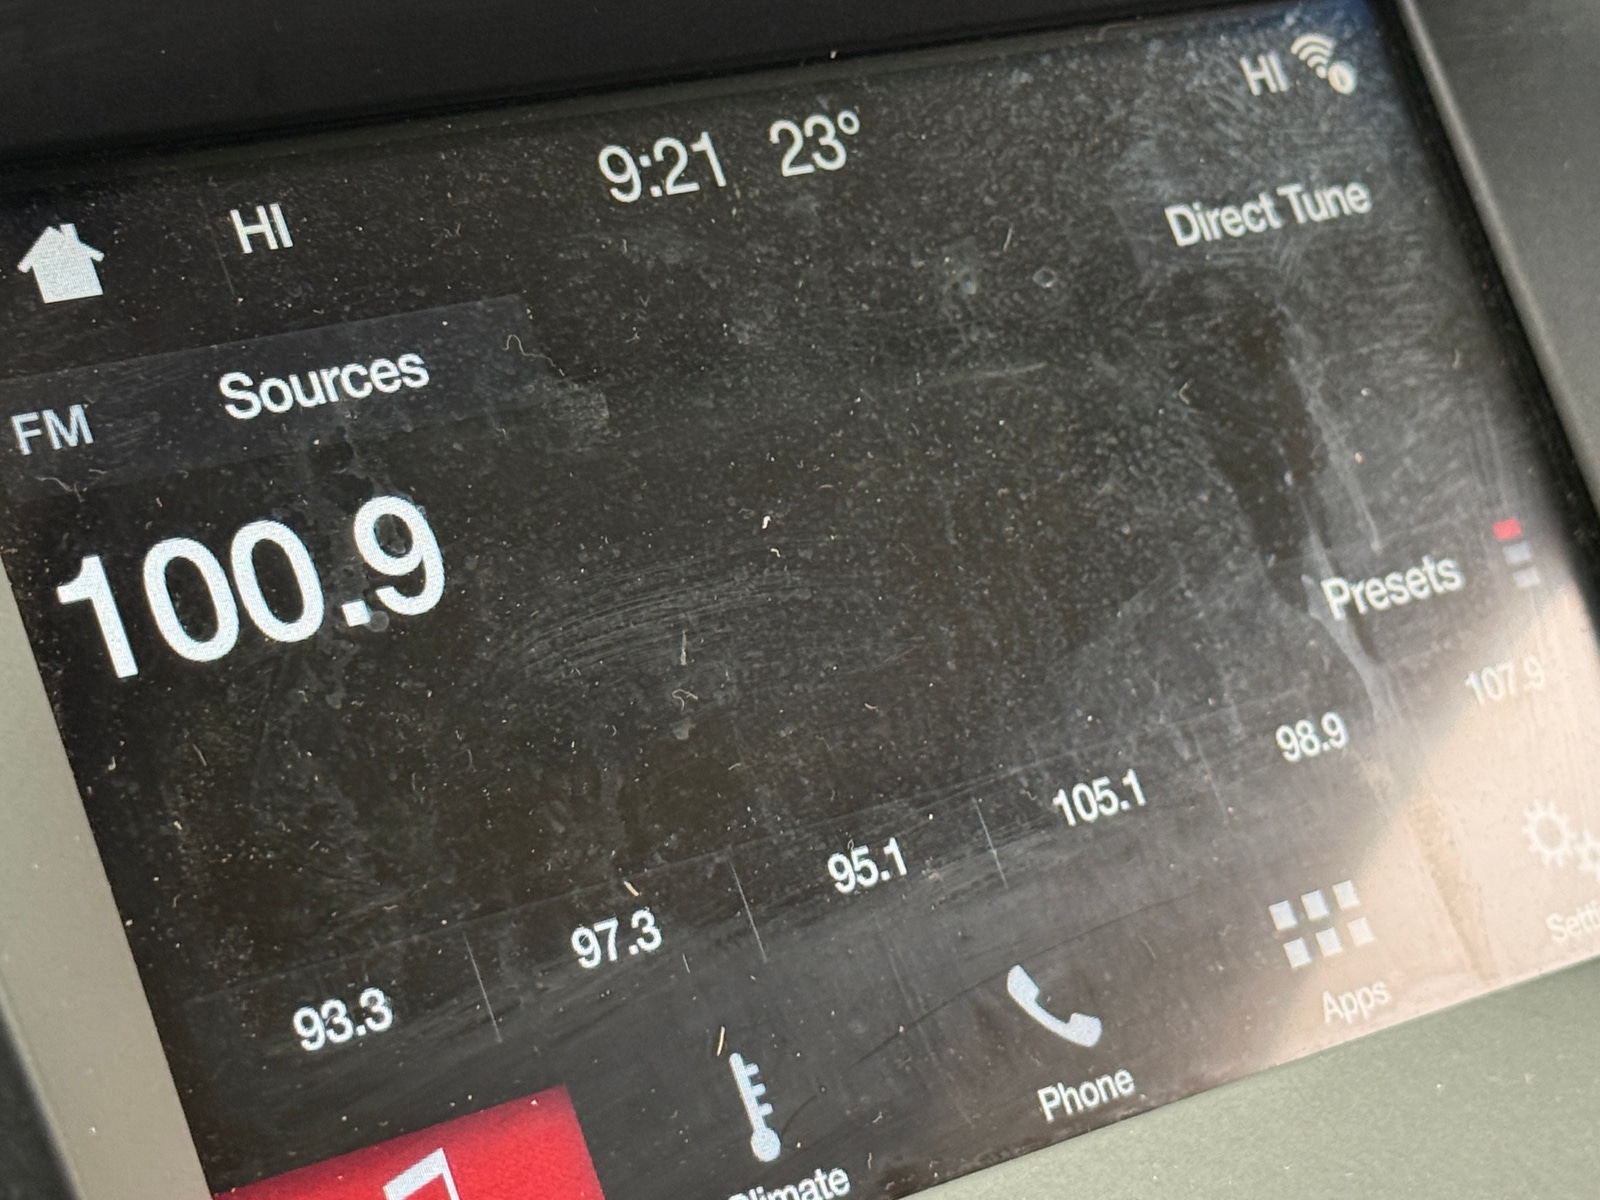 HI 9:21 23° HI
Direct Tune
FM Sources
100.9
Presets
93.3 97.3 95.1 105.1 98.9 107.9
Climate Phone Apps